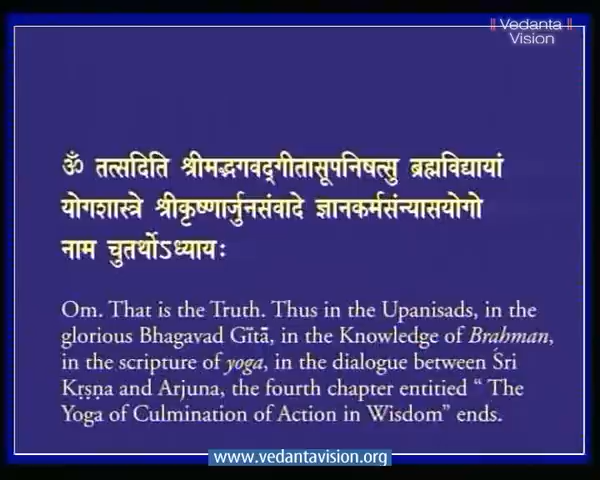 || Vedanta ||
Vision
ॐ तत्सदिति श्रीमद्भगवद्‌गीतासूपनिषत्सु ब्रह्मविद्यायां
योगशास्त्रे श्रीकृष्णार्जुनसंवादे ज्ञानकर्मसंन्यासयोगो
नाम चुतर्थोऽध्यायः
Om. That is the Truth. Thus in the Upanisads, in the
glorious Bhagavad Gītā, in the Knowledge of Brahman,
in the scripture of yoga, in the dialogue between Śri
Kṛṣṇa and Arjuna, the fourth chapter entitied “ The
Yoga of Culmination of Action in Wisdom” ends.
www.vedantavision.org